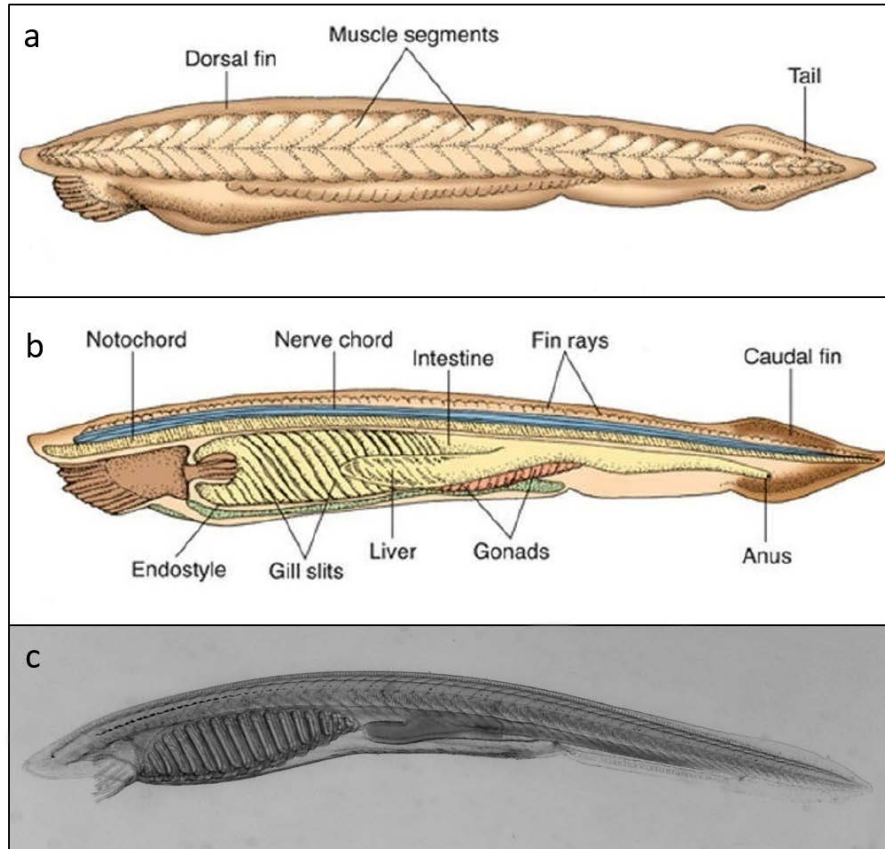 a
Muscle segments
Dorsal fin
Tail
b
Notochord
Nerve chord
Intestine
Fin rays
Caudal fin
Endostyle
Gill slits
Liver
Gonads
Anus
c